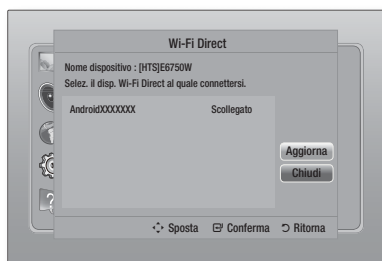 Wi-Fi Direct
Nome dispositivo : [HTS]E6750W
Selez. il disp. Wi-Fi Direct al quale connettersi.
AndroidXXXXXXX Scollegato
Aggiorna
Chiudi
Sposta Conferma Ritorna